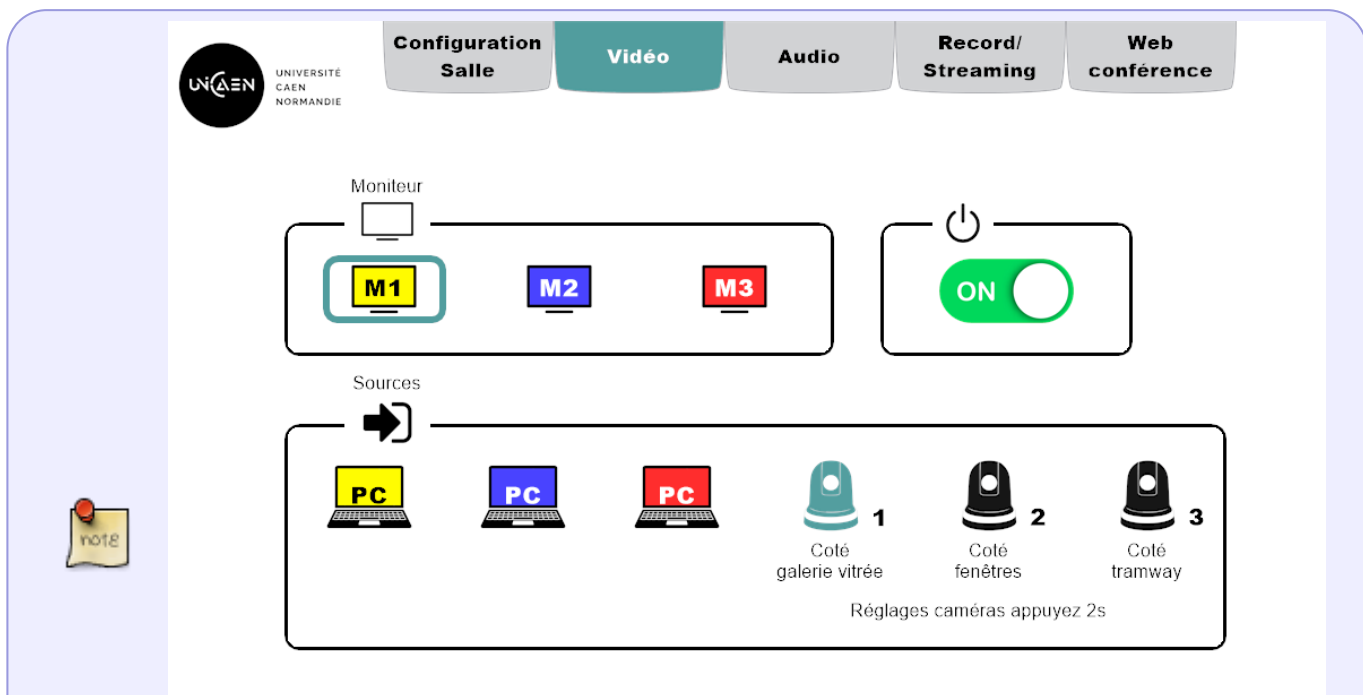 UNICAEN
UNIVERSITÉ
CAEN
NORMANDIE
Configuration
Salle
Vidéo
Audio
Record/
Streaming
Web
conférence
Moniteur
M1 M2 M3
ON
Sources
PC PC PC 1 2 3
Coté
galerie vitrée
Coté
fenêtres
Coté
tramway
Réglages caméras appuyez 2s
note